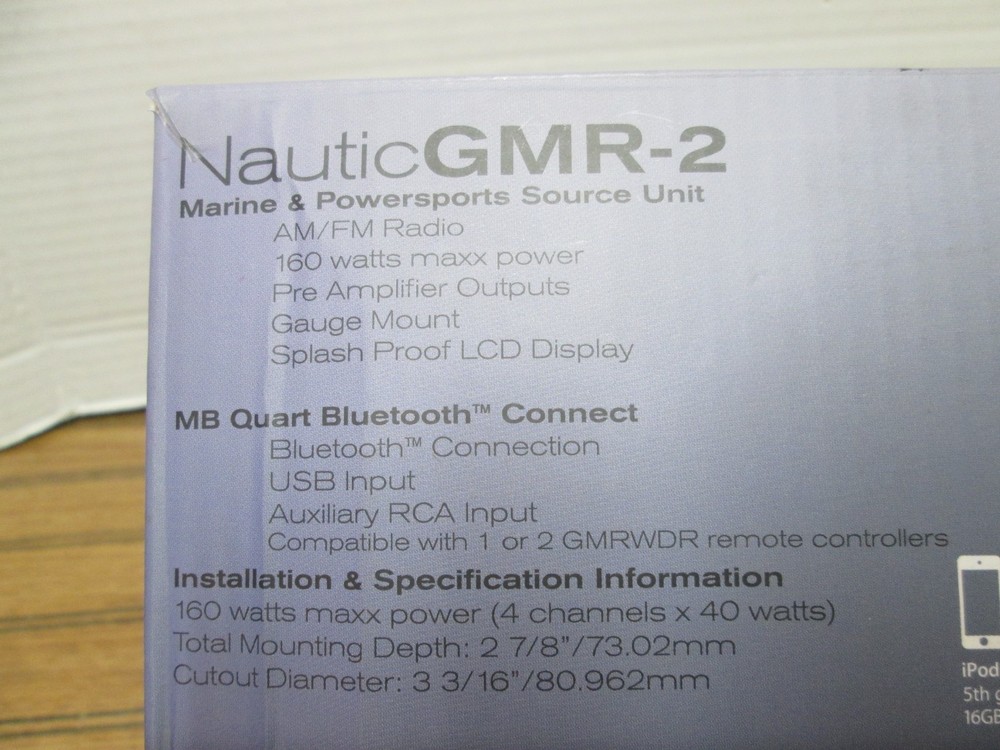 NauticGMR-2
Marine & Powersports Source Unit
AM/FM Radio
160 watts maxx power
Pre Amplifier Outputs
Gauge Mount
Splash Proof LCD Display
MB Quart Bluetooth™ Connect
Bluetooth™ Connection
USB Input
Auxiliary RCA Input
Compatible with 1 or 2 GMRWDR remote controllers
Installation & Specification Information
160 watts maxx power (4 channels x 40 watts)
Total Mounting Depth: 2 7/8"/73.02mm
Cutout Diameter: 3 3/16"/80.962mm
iPod
5th
16GB